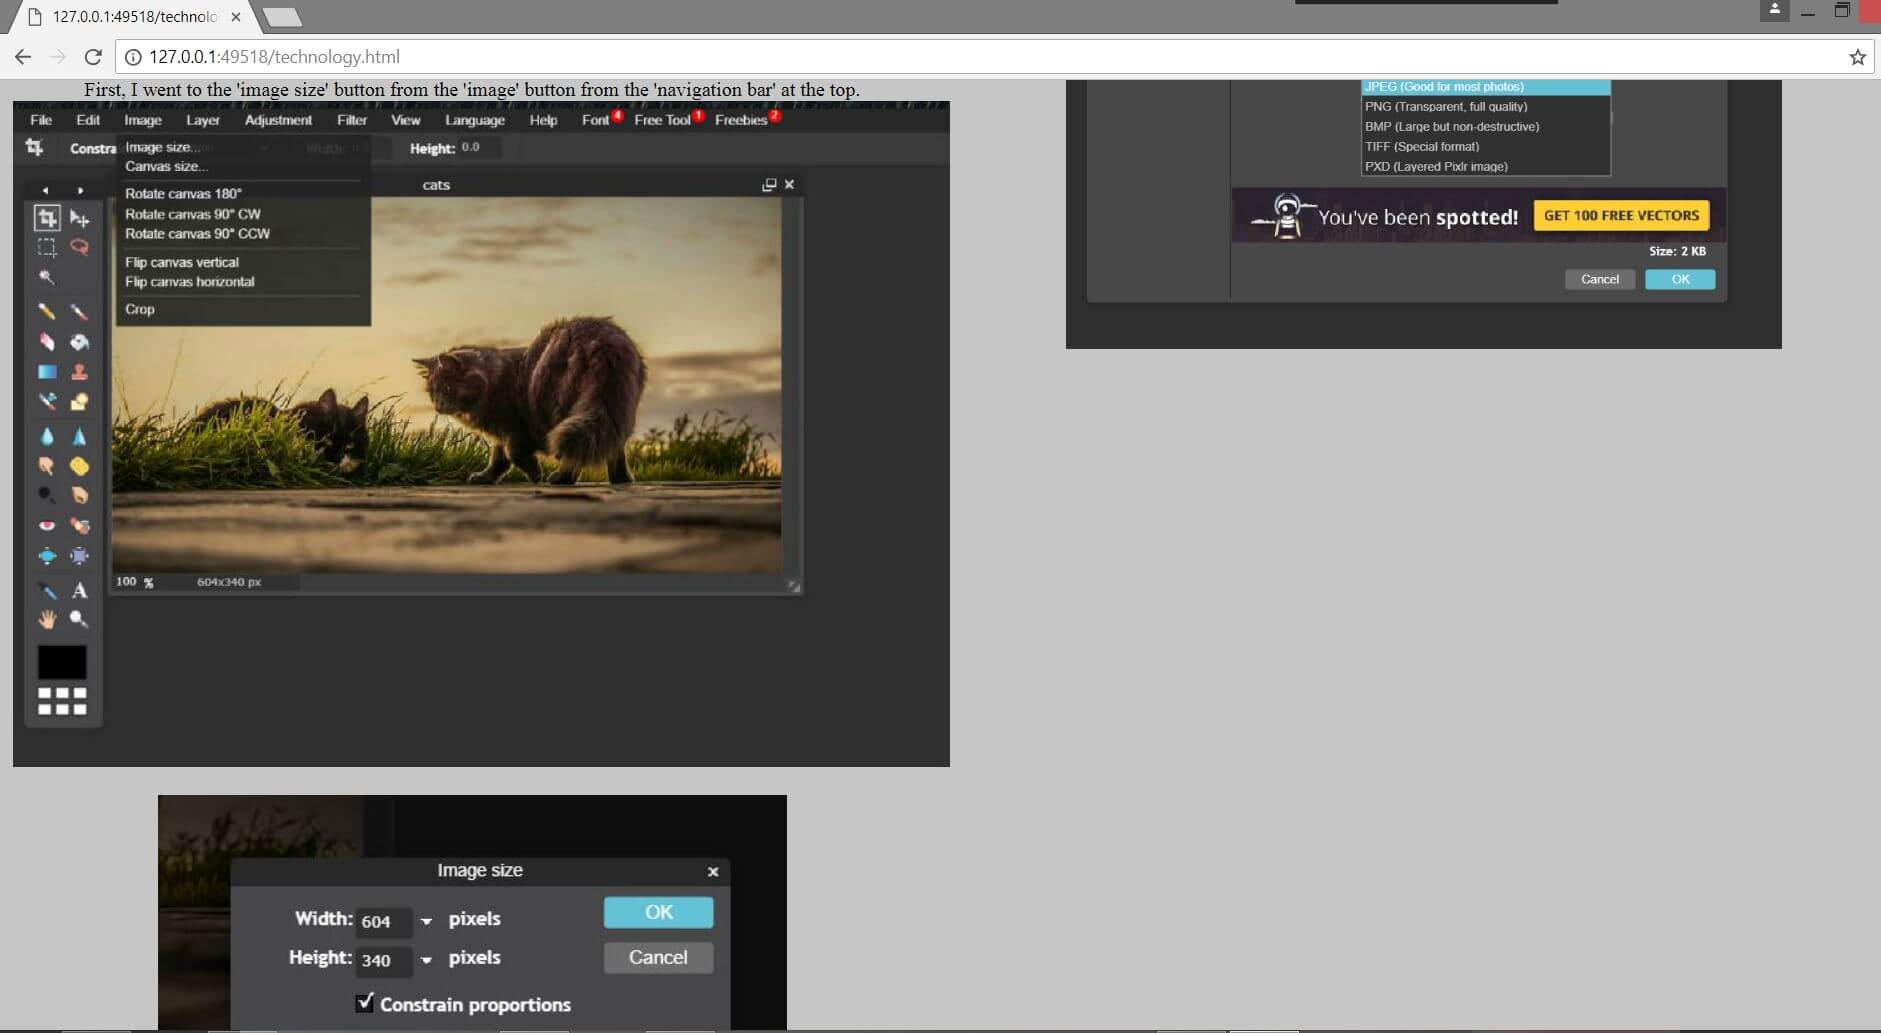 127.0.0.1:49518/technolo
127.0.0.1:49518/technology.html
First, I went to the 'image size' button from the 'image' button from the 'navigation bar' at the top.
File Edit Image Layer Adjustment Filter View Language Help Font 4 Free Tool 1 Freebies 2
Constra Width: Height: 0.0
Image size...
Canvas size...
Rotate canvas 180°
Rotate canvas 90° CW
Rotate canvas 90° CCW
Flip canvas vertical
Flip canvas horizontal
Crop
cats
A
100 % 604x340 px
Image size
Width: 604 pixels
OK
Height: 340 pixels
Cancel
Constrain proportions
JPEG (Good for most photos)
PNG (Transparent, full quality)
BMP (Large but non-destructive)
TIFF (Special format)
PXD (Layered Pixlr image)
You've been spotted! GET 100 FREE VECTORS
Size: 2 KB
Cancel OK